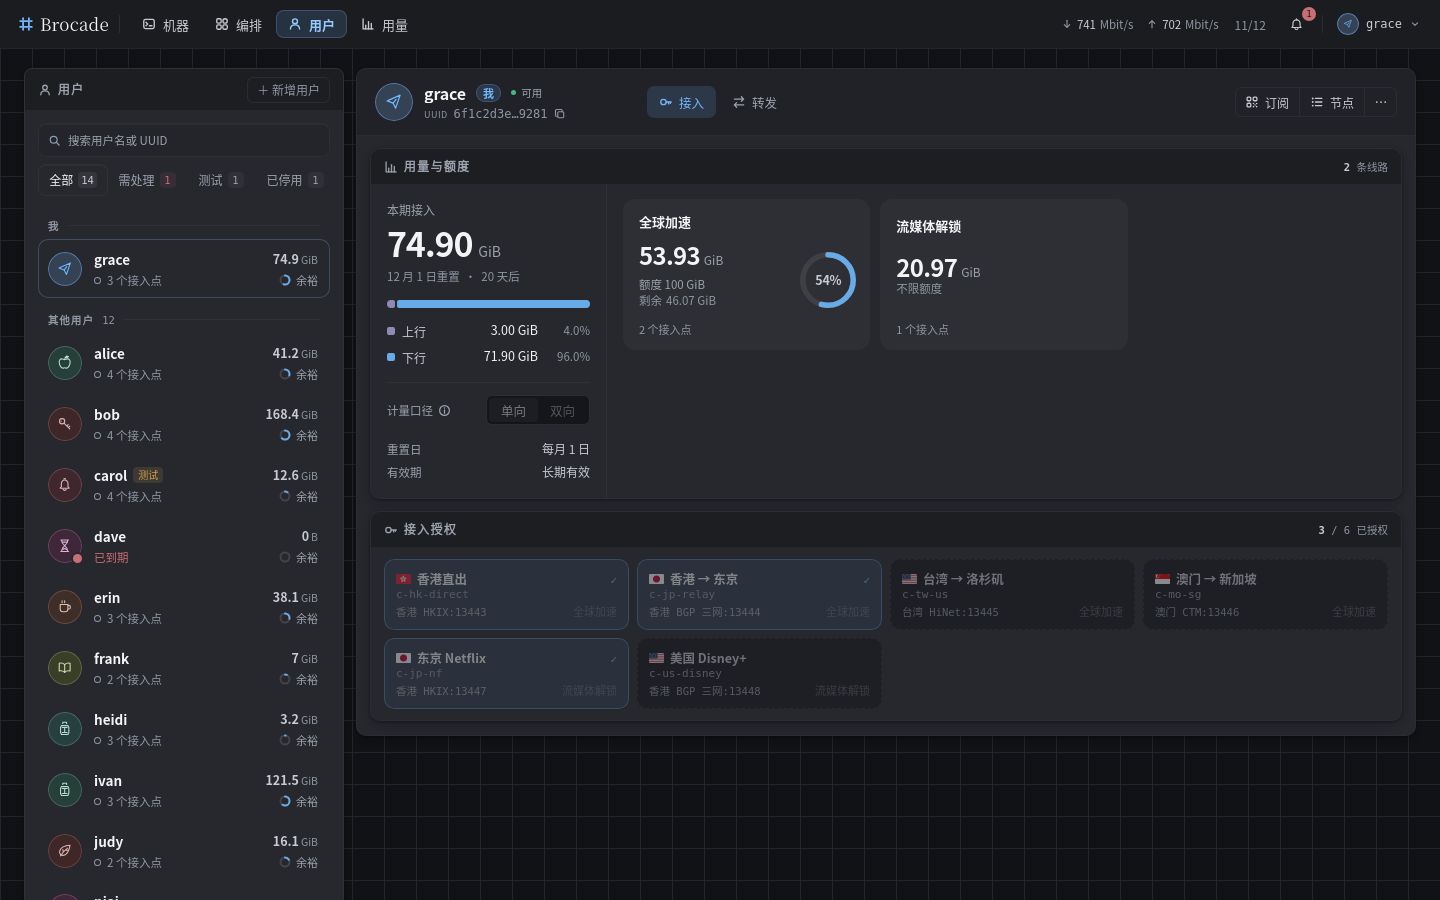 Brocade
机器
编排
用户
用量
741 Mbit/s
702 Mbit/s
11/12
1
grace
用户
新增用户
搜索用户名或 UUID
全部 14
需处理 1
测试 1
已停用 1
我
grace
74.9 GiB
3 个接入点
余裕
其他用户 12
alice
41.2 GiB
4 个接入点
余裕
bob
168.4 GiB
4 个接入点
余裕
carol 测试
12.6 GiB
4 个接入点
余裕
dave
0 B
已到期
余裕
erin
38.1 GiB
3 个接入点
余裕
frank
7 GiB
2 个接入点
余裕
heidi
3.2 GiB
3 个接入点
余裕
ivan
121.5 GiB
3 个接入点
余裕
judy
16.1 GiB
2 个接入点
余裕
grace 我 可用
UUID 6f1c2d3e…9281
接入
转发
订阅
节点
用量与额度
2 条线路
本期接入
74.90 GiB
12 月 1 日重置 · 20 天后
上行 3.00 GiB 4.0%
下行 71.90 GiB 96.0%
计量口径
单向
双向
重置日 每月 1 日
有效期 长期有效
全球加速
53.93 GiB
额度 100 GiB
剩余 46.07 GiB
54%
2 个接入点
流媒体解锁
20.97 GiB
不限额度
1 个接入点
接入授权
3 / 6 已授权
香港直出
c-hk-direct
香港 HKIX:13443
全球加速
香港 → 东京
c-jp-relay
香港 BGP 三网:13444
全球加速
台湾 → 洛杉矶
c-tw-us
台湾 HiNet:13445
全球加速
澳门 → 新加坡
c-mo-sg
澳门 CTM:13446
全球加速
东京 Netflix
c-jp-nf
香港 HKIX:13447
流媒体解锁
美国 Disney+
c-us-disney
香港 BGP 三网:13448
流媒体解锁